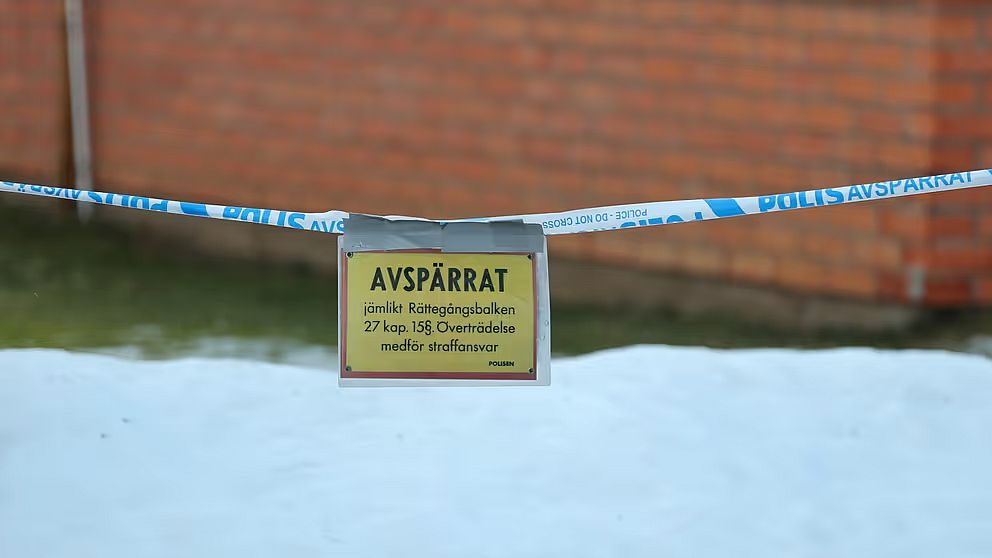 POLIS AVSPÄRRAT
POLICE - DO NOT CROSS
AVSPÄRRAT
jämlikt Rättegångsbalken
27 kap. 15§. Överträdelse
medför straffansvar
POLISEN